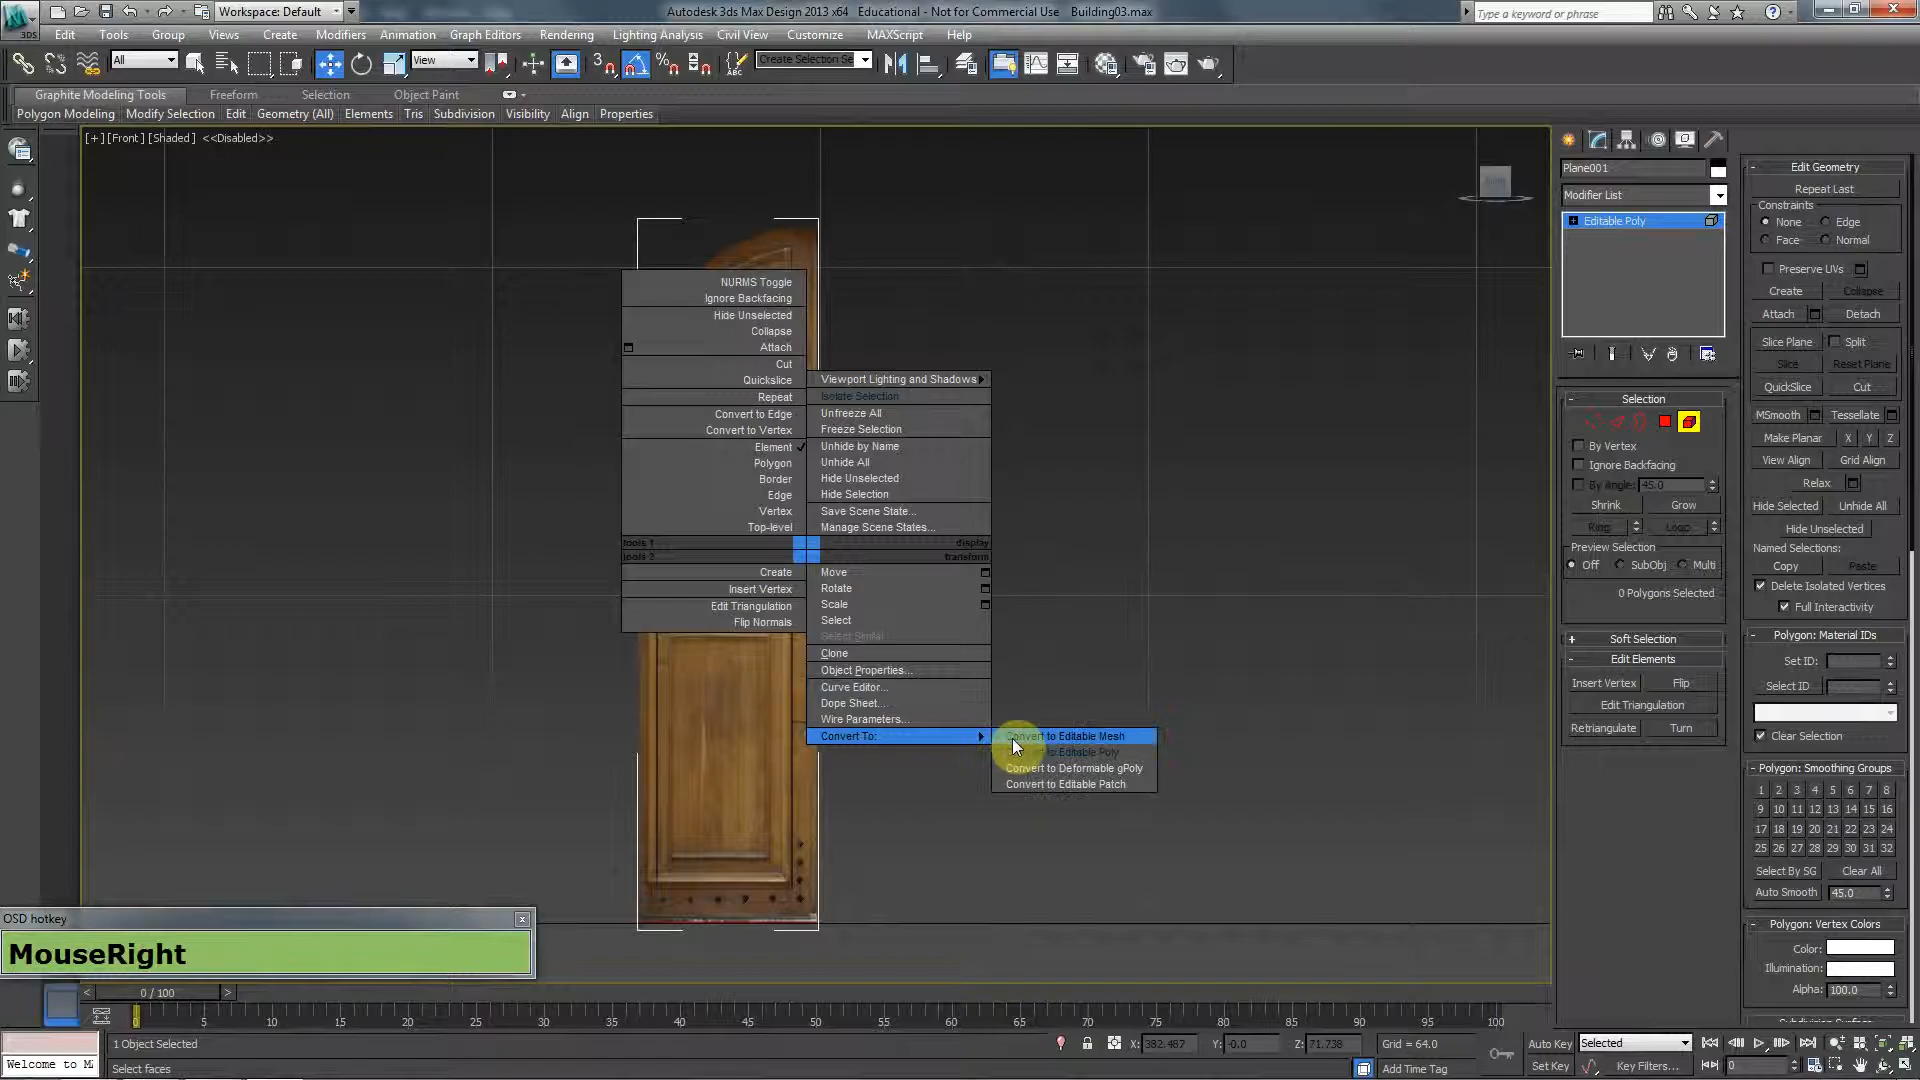 Workspace: Default
Autodesk 3ds Max Design 2013 x64   Educational - Not for Commercial Use   Building03.max
Type a keyword or phrase
3DS
Edit Tools Group Views Create Modifiers Animation Graph Editors Rendering Lighting Analysis Civil View Customize MAXScript Help
All View 3 Create Selection Se
Graphite Modeling Tools Freeform Selection Object Paint
Polygon Modeling Modify Selection Edit Geometry (All) Elements Tris Subdivision Visibility Align Properties
[+][Front][Shaded] <<Disabled>>
NURMS Toggle
Ignore Backfacing
Hide Unselected
Collapse
Attach
Cut
Quickslice
Repeat
Convert to Edge
Convert to Vertex
Element
Polygon
Border
Edge
Vertex
Top-level
tools 1
tools 2
Create
Insert Vertex
Edit Triangulation
Flip Normals
Viewport Lighting and Shadows
Isolate Selection
Unfreeze All
Freeze Selection
Unhide by Name
Unhide All
Hide Unselected
Hide Selection
Save Scene State...
Manage Scene States...
display
transform
Move
Rotate
Scale
Select
Select Similar
Clone
Object Properties...
Curve Editor...
Dope Sheet...
Wire Parameters...
Convert To:
Convert to Editable Mesh
to Editable Poly
Convert to Deformable gPoly
Convert to Editable Patch
Plane001
Modifier List
Editable Poly
Selection
By Vertex
Ignore Backfacing
By Angle: 45.0
Shrink Grow
Ring Loop
Preview Selection
Off SubObj Multi
0 Polygons Selected
Soft Selection
Edit Elements
Insert Vertex Flip
Edit Triangulation
Retriangulate Turn
Edit Geometry
Repeat Last
Constraints
None Edge
Face Normal
Preserve UVs
Create Collapse
Attach Detach
Slice Plane Split
Slice Reset Plane
QuickSlice Cut
MSmooth Tessellate
Make Planar X Y Z
View Align Grid Align
Relax
Hide Selected Unhide All
Hide Unselected
Named Selections:
Copy Paste
Delete Isolated Vertices
Full Interactivity
Polygon: Material IDs
Set ID:
Select ID
Clear Selection
Polygon: Smoothing Groups
1 2 3 4 5 6 7 8
9 10 11 12 13 14 15 16
17 18 19 20 21 22 23 24
25 26 27 28 29 30 31 32
Select By SG Clear All
Auto Smooth 45.0
Polygon: Vertex Colors
Color:
Illumination:
Alpha: 100.0
OSD hotkey
MouseRight
0 / 100
0 5 10 15 20 25 30 35 40 45 50 55 60 65 70 75 80 85 90 95 100
1 Object Selected
X: 382.487 Y: -0.0 Z: 71.738 Grid = 64.0
Auto Key Selected
Welcome to M
Select faces
Add Time Tag
Set Key Key Filters... 0